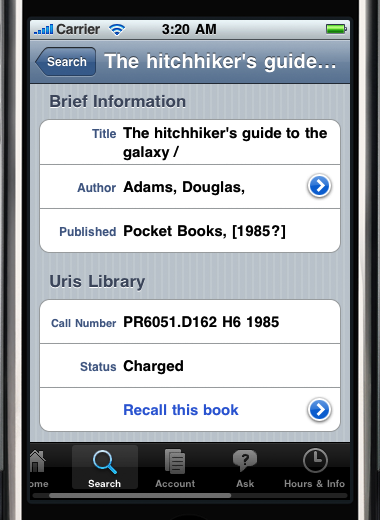 Carrier 3:20 AM
Search The hitchhiker's guide...
Brief Information
Title The hitchhiker's guide to the
galaxy /
Author Adams, Douglas,
Published Pocket Books, [1985?]
Uris Library
Call Number PR6051.D162 H6 1985
Status Charged
Recall this book
ome Search Account Ask Hours & Info